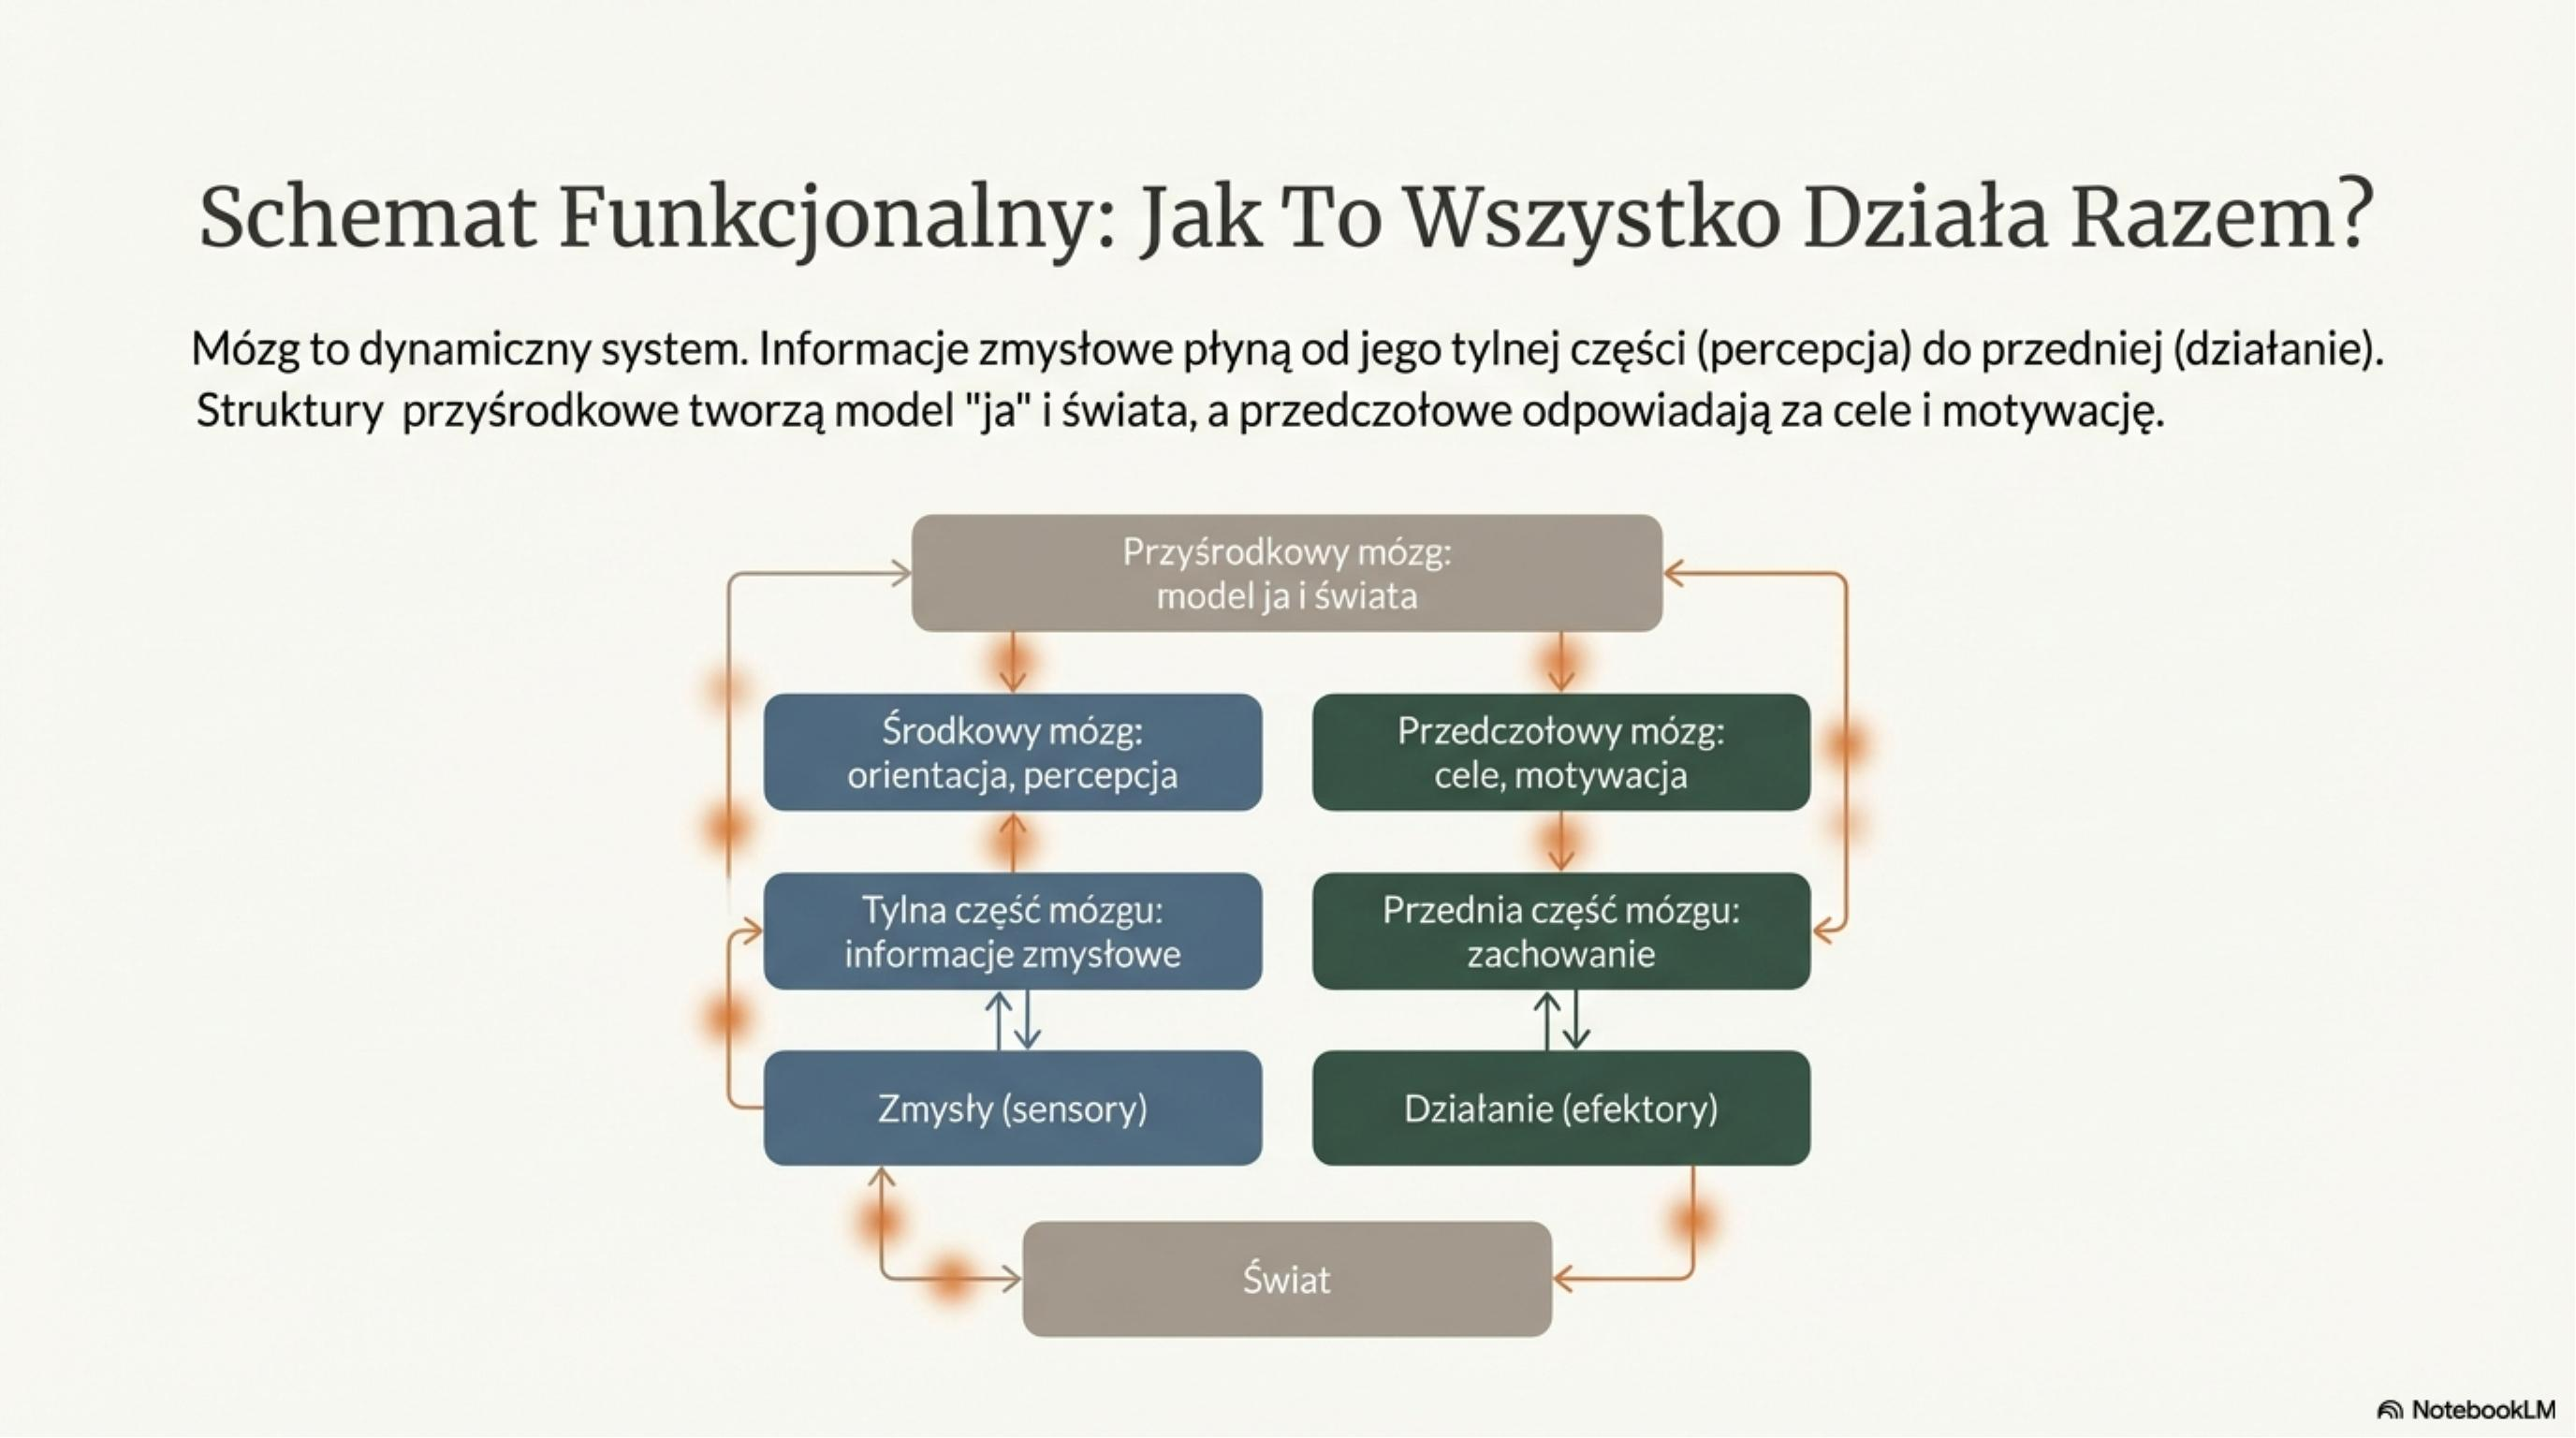 Schemat Funkcjonalny: Jak To Wszystko Działa Razem?
Mózg to dynamiczny system. Informacje zmysłowe płyną od jego tylnej części (percepcja) do przedniej (działanie).
Struktury przyśrodkowe tworzą model "ja" i świata, a przedczołowe odpowiadają za cele i motywację.
Przyśrodkowy mózg:
model ja i świata
Środkowy mózg:
orientacja, percepcja
Przedczołowy mózg:
cele, motywacja
Tylna część mózgu:
informacje zmysłowe
Przednia część mózgu:
zachowanie
Zmysły (sensory)
Działanie (efektory)
Świat
NotebookLM